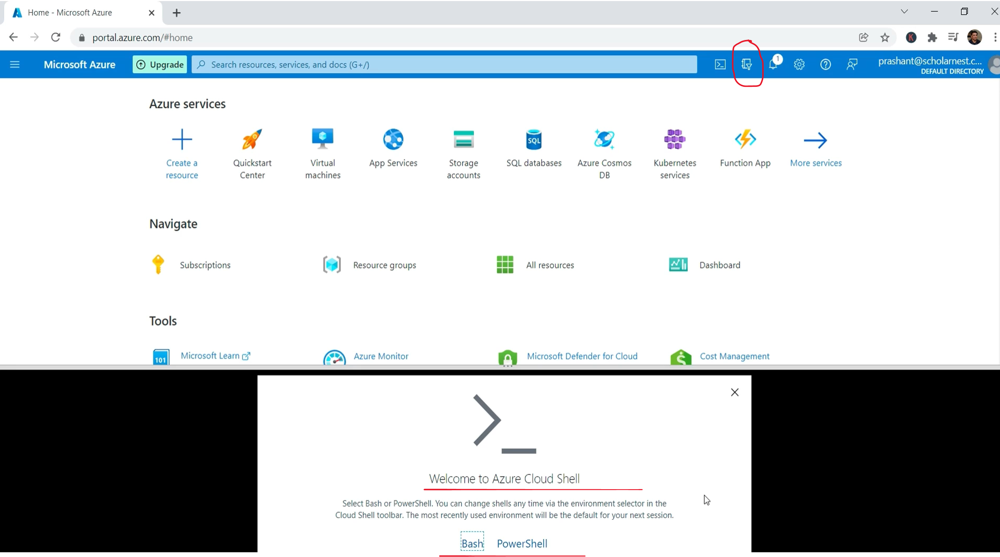 Home - Microsoft Azure
portal.azure.com/#home
K
Microsoft Azure
Upgrade
Search resources, services, and docs (G+/)
1
prashant@scholarnest.c...
DEFAULT DIRECTORY
Azure services
Create a
resource
Quickstart
Center
Virtual
machines
App Services
Storage
accounts
SQL
SQL databases
Azure Cosmos
DB
Kubernetes
services
Function App
More services
Navigate
Subscriptions
Resource groups
All resources
Dashboard
Tools
101
Microsoft Learn
Azure Monitor
Microsoft Defender for Cloud
$
Cost Management
Welcome to Azure Cloud Shell
Select Bash or PowerShell. You can change shells any time via the environment selector in the
Cloud Shell toolbar. The most recently used environment will be the default for your next session.
Bash
PowerShell